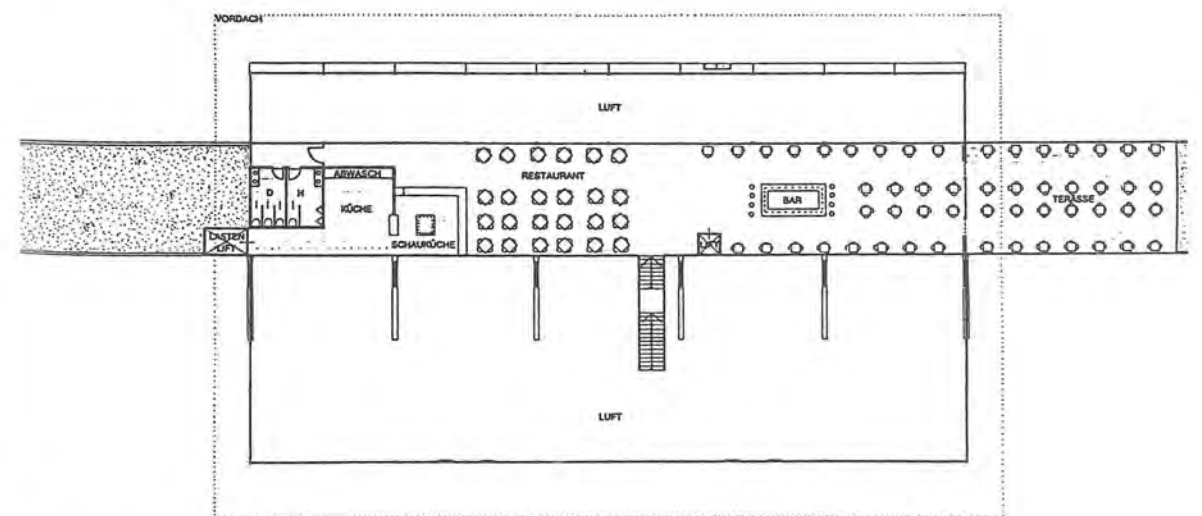 VORDACH
LUFT
ABWASCH
RESTAURANT
D
H
KÜCHE
BAR
TERASSE
LASTEN
LIFT
SCHAUKÜCHE
LUFT